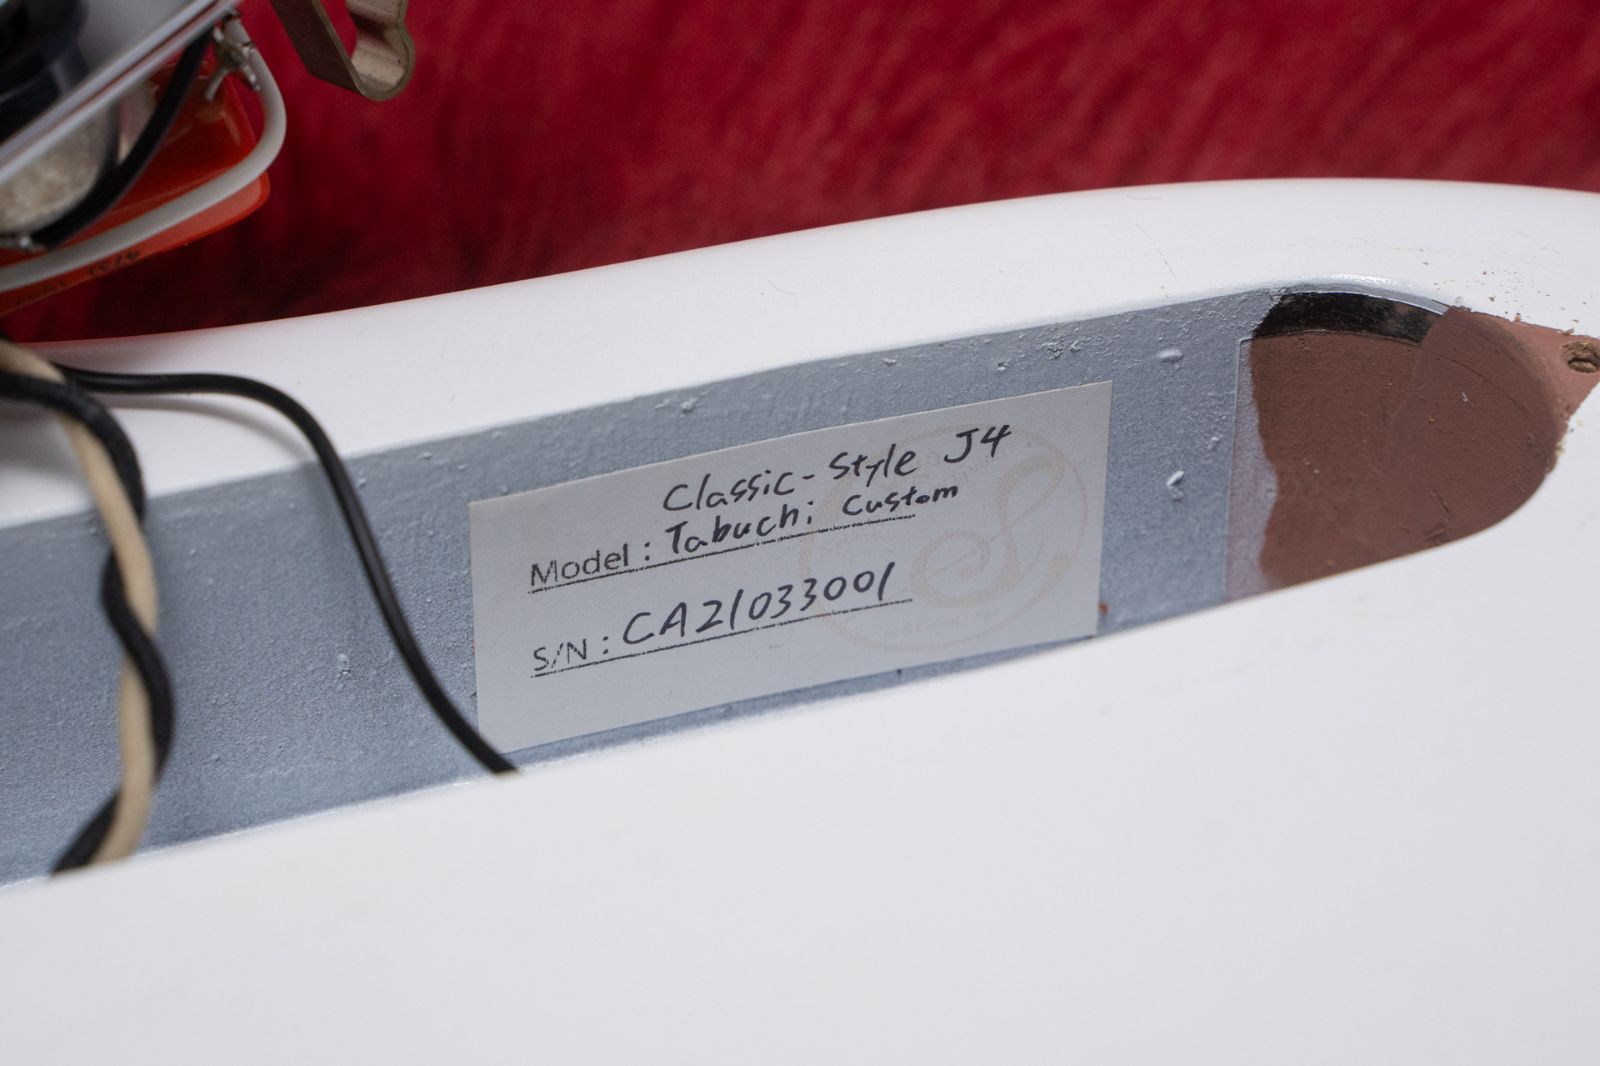 Classic-Style J4
Model : Tabuchi Custom
S/N : CA21033001